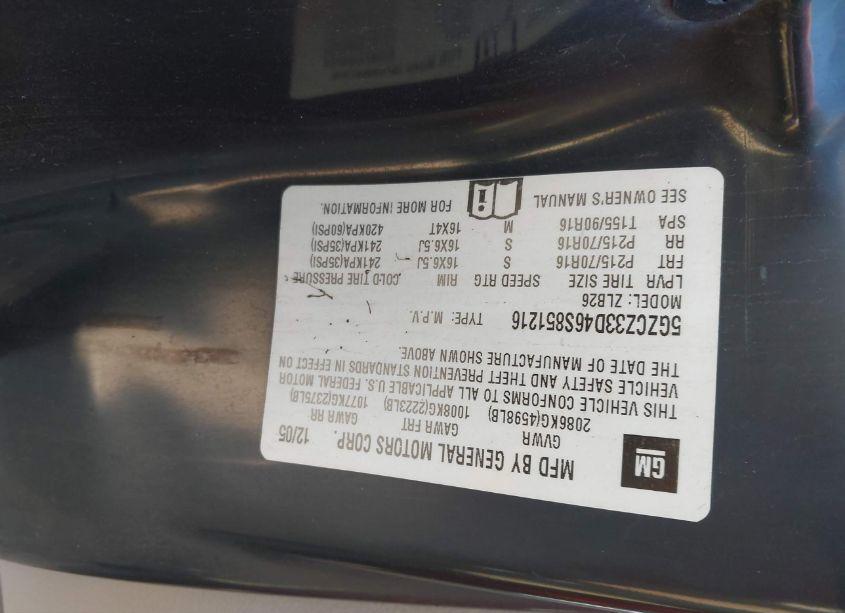 GM
MFD BY GENERAL MOTORS CORP. 12/05
GVWR GAWR FRT GAWR RR
2086KG(4598LB) 1008KG(2223LB) 1077KG(2375LB)
THIS VEHICLE CONFORMS TO ALL APPLICABLE U.S. FEDERAL MOTOR
VEHICLE SAFETY AND THEFT PREVENTION STANDARDS IN EFFECT ON
THE DATE OF MANUFACTURE SHOWN ABOVE.
5GZCZ33D46S851216 TYPE: M.P.V.
MODEL: ZLB26
LPVR TIRE SIZE SPEED RTG RIM COLD TIRE PRESSURE
FRT P215/70R16 S 16X6.5J 241KPA(35PSI)
RR P215/70R16 S 16X6.5J 241KPA(35PSI)
SPA T155/90R16 M 16X4T 420KPA(60PSI)
SEE OWNER'S MANUAL i FOR MORE INFORMATION.